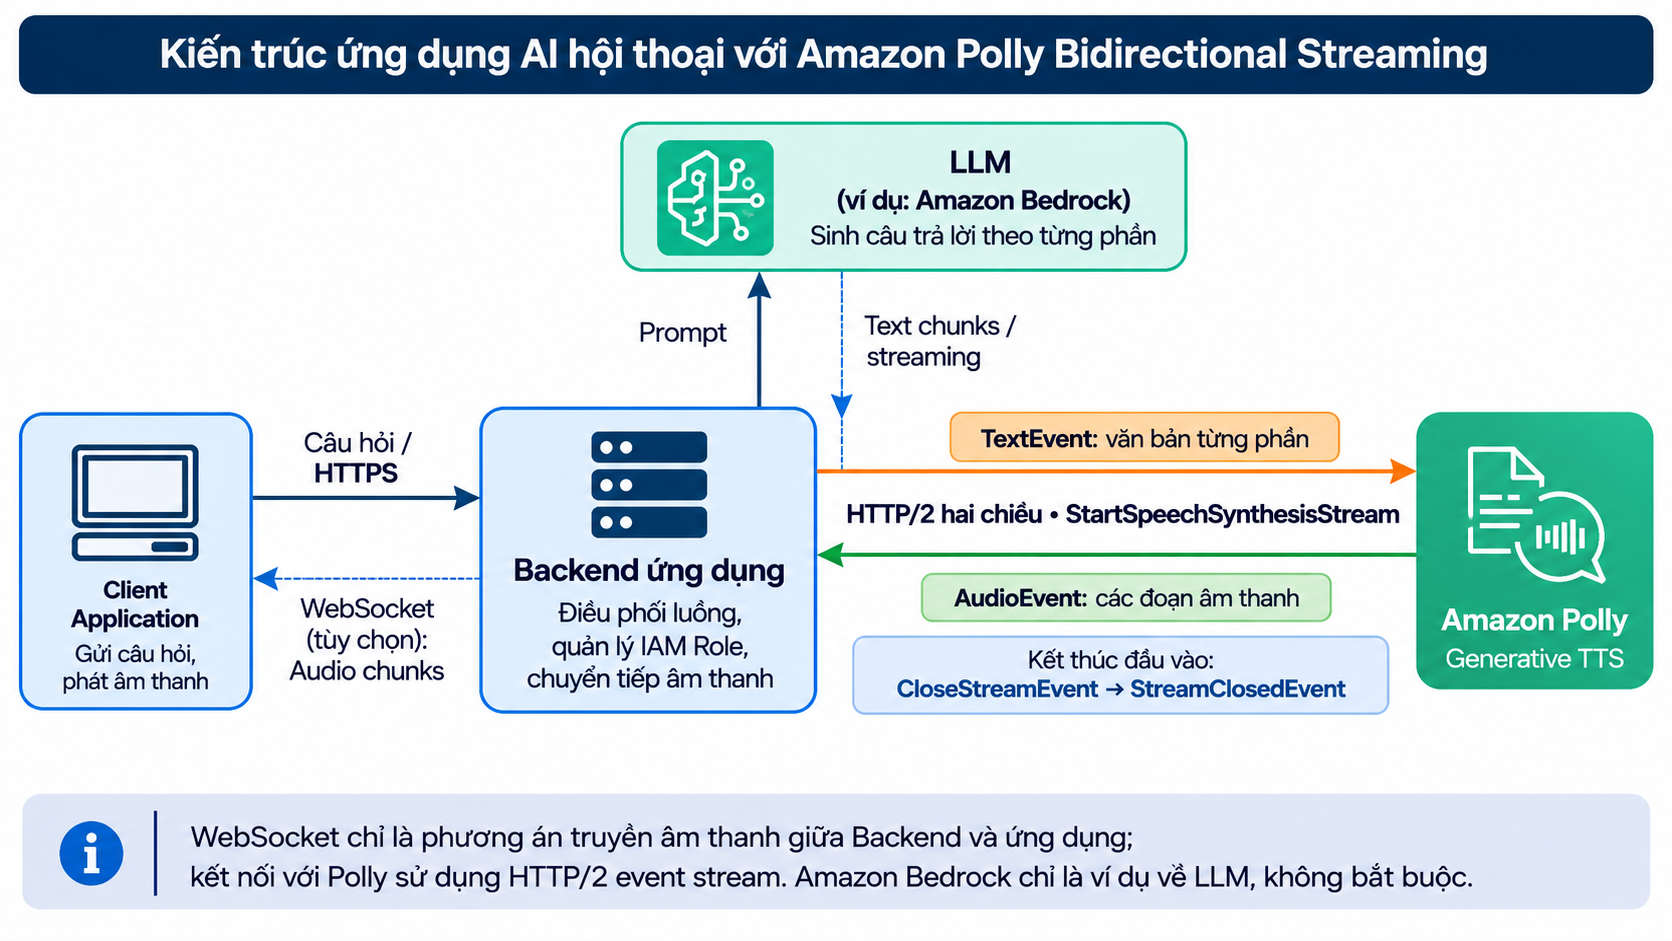 Kiến trúc ứng dụng AI hội thoại với Amazon Polly Bidirectional Streaming
LLM
(ví dụ: Amazon Bedrock)
Sinh câu trả lời theo từng phần
Prompt
Text chunks /
streaming
Câu hỏi /
HTTPS
Client
Application
Gửi câu hỏi,
phát âm thanh
WebSocket
(tùy chọn):
Audio chunks
Backend ứng dụng
Điều phối luồng,
quản lý IAM Role,
chuyển tiếp âm thanh
TextEvent: văn bản từng phần
HTTP/2 hai chiều • StartSpeechSynthesisStream
AudioEvent: các đoạn âm thanh
Kết thúc đầu vào:
CloseStreamEvent → StreamClosedEvent
Amazon Polly
Generative TTS
WebSocket chỉ là phương án truyền âm thanh giữa Backend và ứng dụng;
kết nối với Polly sử dụng HTTP/2 event stream. Amazon Bedrock chỉ là ví dụ về LLM, không bắt buộc.